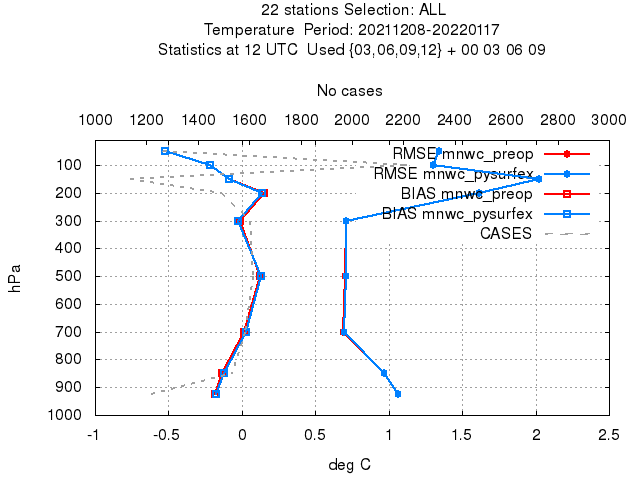 22 stations Selection: ALL
Temperature  Period: 20211208-20220117
Statistics at 12 UTC  Used {03,06,09,12} + 00 03 06 09
No cases
1000 1200 1400 1600 1800 2000 2200 2400 2600 2800 3000
RMSE mnwc_preop
RMSE mnwc_pysurfex
BIAS mnwc_preop
BIAS mnwc_pysurfex
CASES
hPa
100
200
300
400
500
600
700
800
900
1000
-1 -0.5 0 0.5 1 1.5 2 2.5
deg C